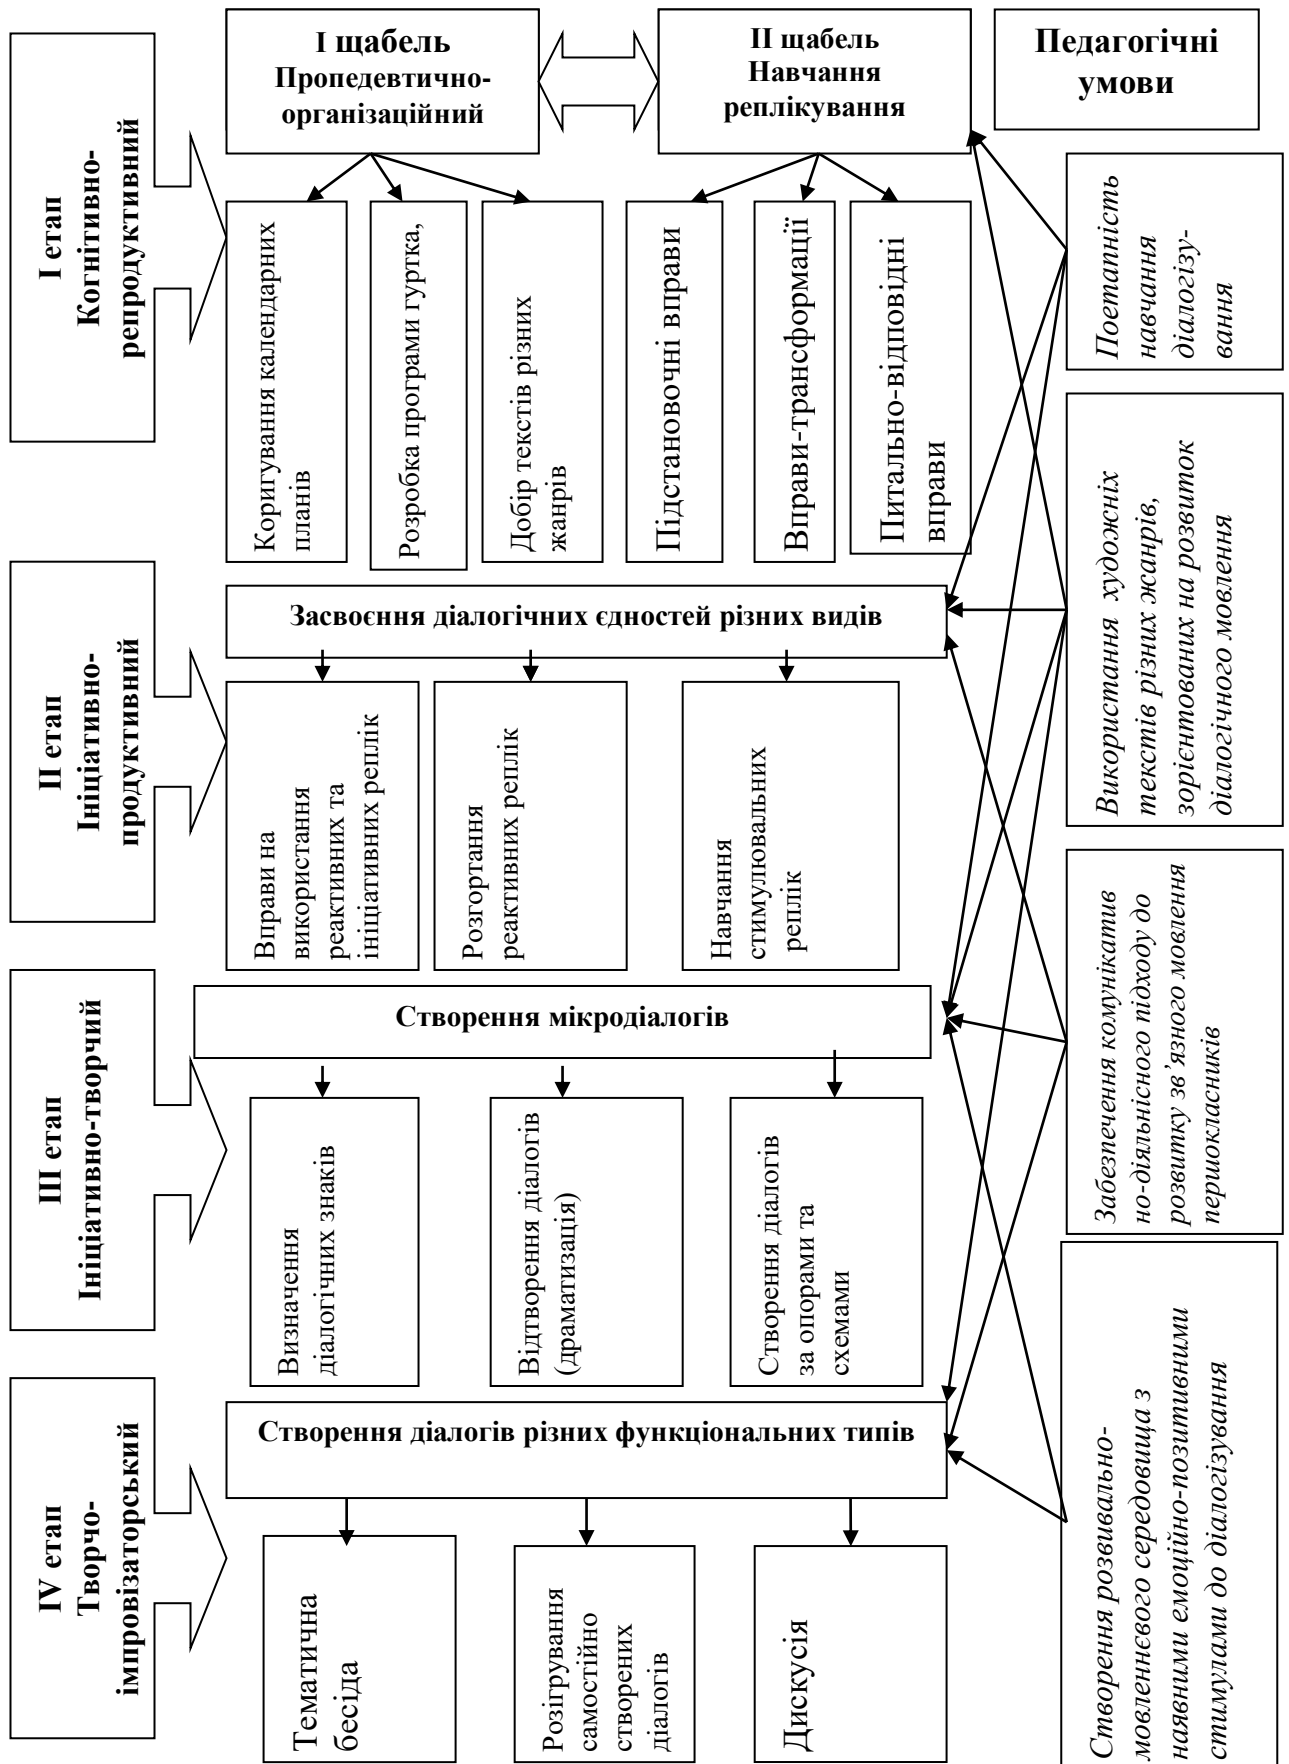 І етап
Когнітивно-
репродуктивний
І щабель
Пропедевтично-
організаційний
ІІ щабель
Навчання
реплікування
Педагогічні
умови
Коригування календарних
планів
Розробка програми гуртка,
Добір текстів різних
жанрів
Підстановочні вправи
Вправи-трансформації
Питально-відповідні
вправи
Поетапність
навчання
діалогізу-
вання
ІІ етап
Ініціативно-
продуктивний
Засвоєння діалогічних єдностей різних видів
Вправи на
використання
реактивних та
ініціативних реплік
Розгортання
реактивних реплік
Навчання
стимулювальних
реплік
Використання художніх
текстів різних жанрів,
зорієнтованих на розвиток
діалогічного мовлення
ІІІ етап
Ініціативно-творчий
Створення мікродіалогів
Визначення
діалогічних знаків
Відтворення діалогів
(драматизація)
Створення діалогів
за опорами та
схемами
Забезпечення комунікатив
но-діяльнісного підходу до
розвитку зв’язного мовлення
першокласників
IV етап
Творчо-
імпровізаторський
Створення діалогів різних функціональних типів
Тематична
бесіда
Розігрування
самостійно
створених
діалогів
Дискусія
Створення розвивально-
мовленнєвого середовища з
наявними емоційно-позитивними
стимулами до діалогізування